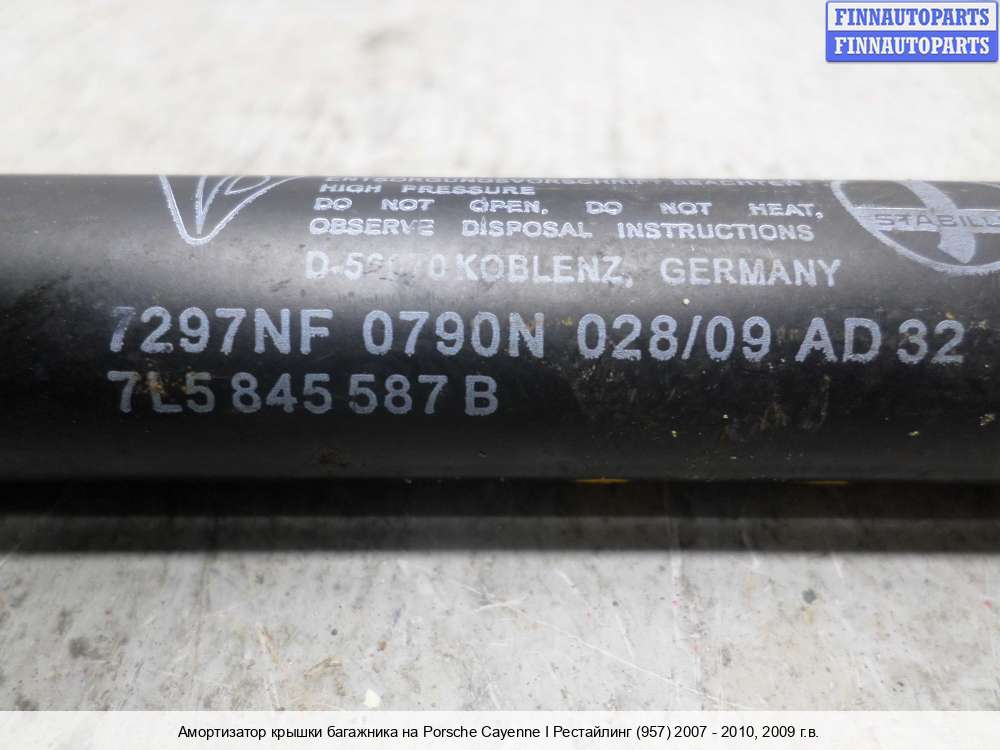 FINNAUTOPARTS
FINNAUTOPARTS
HIGH PRESSURE
DO NOT OPEN, DO NOT HEAT,
OBSERVE DISPOSAL INSTRUCTIONS
KOBLENZ, GERMANY
7297NF 0790N 028/09 AD 32
7L5 845 587 B
Амортизатор крышки багажника на Porsche Cayenne I Рестайлинг (957) 2007 - 2010, 2009 г.в.